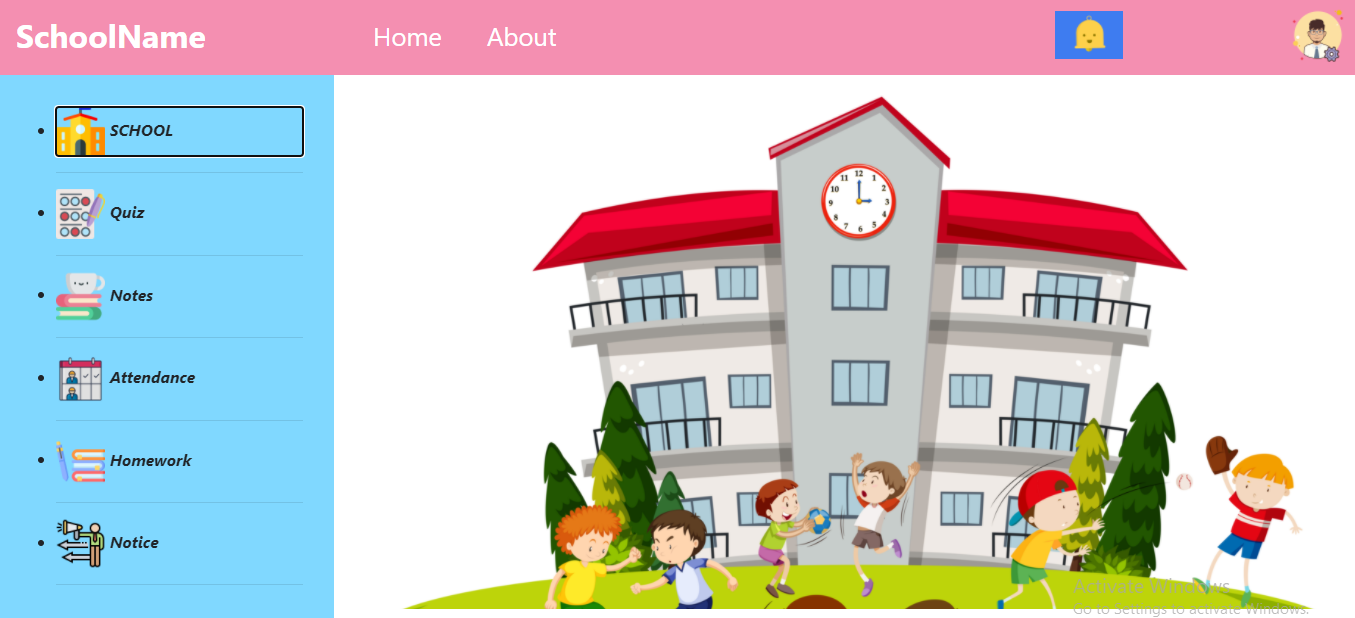 SchoolName
Home
About
SCHOOL
Quiz
Notes
Attendance
Homework
Notice
12
1
2
3
4
5
6
7
8
9
10
11
Activate Windows
Go to Settings to activate Windows.